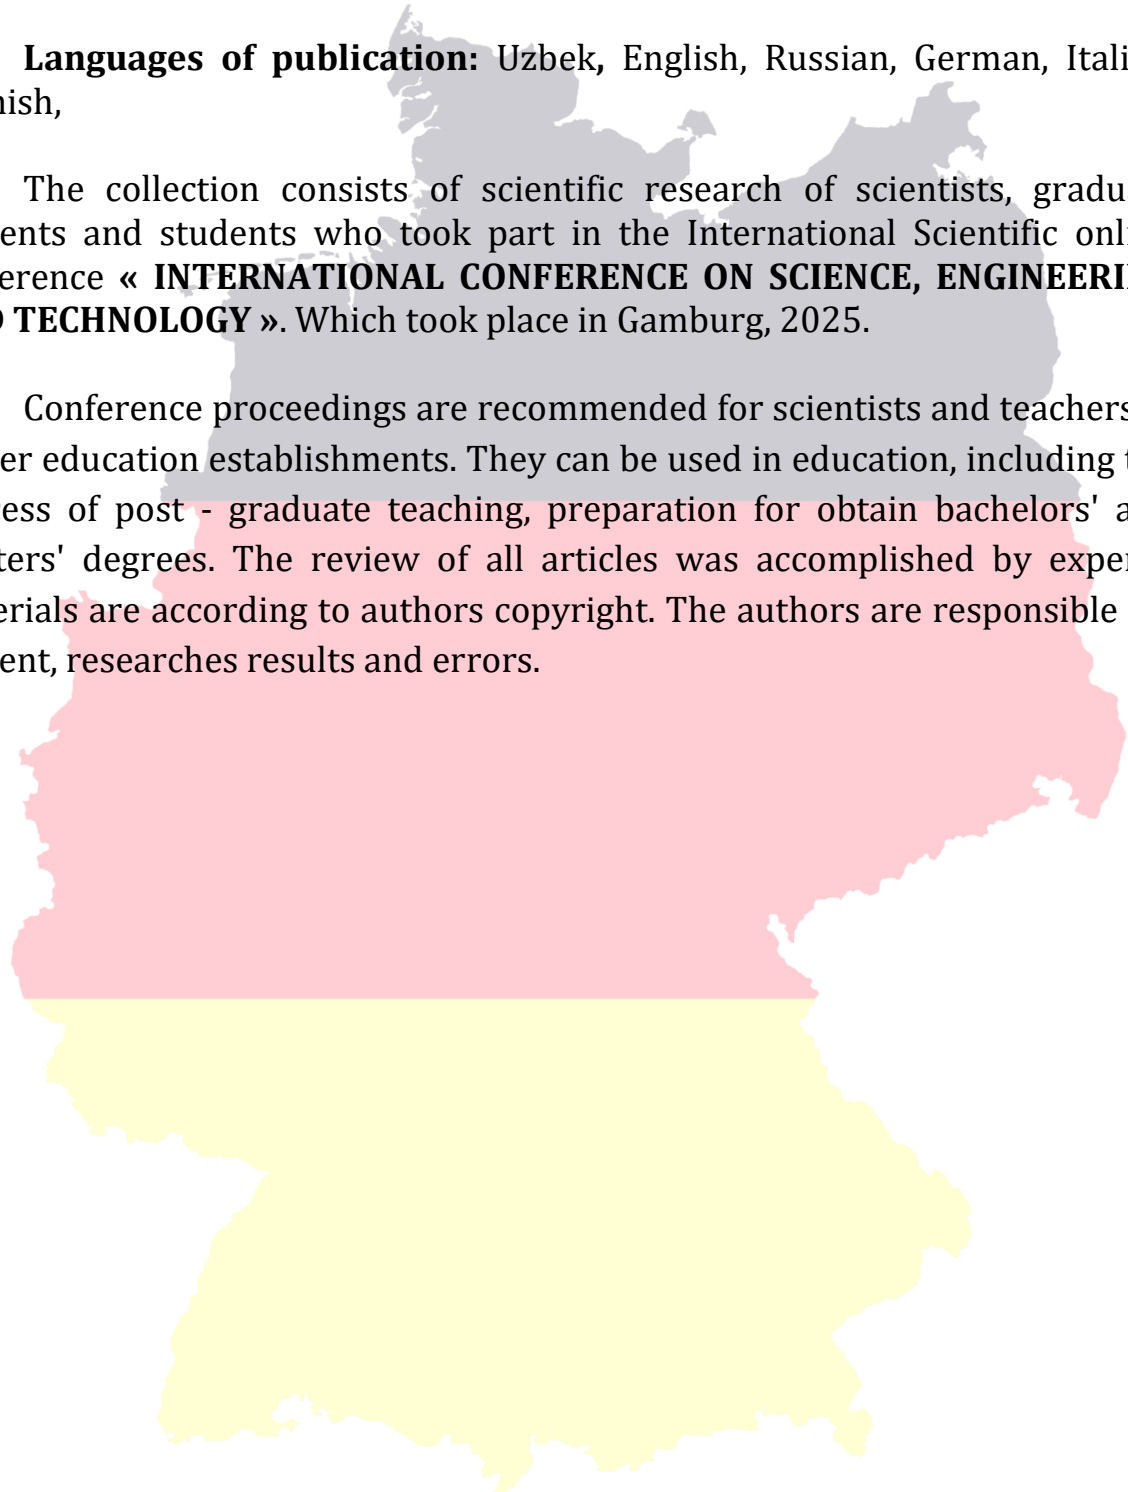 Languages of publication: Uzbek, English, Russian, German, Itali
nish,
The collection consists of scientific research of scientists, gradu
ents and students who took part in the International Scientific onl
erence « INTERNATIONAL CONFERENCE ON SCIENCE, ENGINEERI
TECHNOLOGY ». Which took place in Gamburg, 2025.
Conference proceedings are recommended for scientists and teachers
er education establishments. They can be used in education, including t
ess of post - graduate teaching, preparation for obtain bachelors' a
ters' degrees. The review of all articles was accomplished by exper
erials are according to authors copyright. The authors are responsible
ent, researches results and errors.